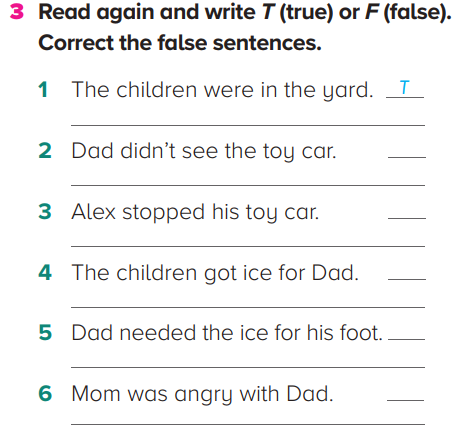 3 Read again and write T (true) or F (false).
Correct the false sentences.
1 The children were in the yard. T
2 Dad didn't see the toy car.
3 Alex stopped his toy car.
4 The children got ice for Dad.
5 Dad needed the ice for his foot.
6 Mom was angry with Dad.